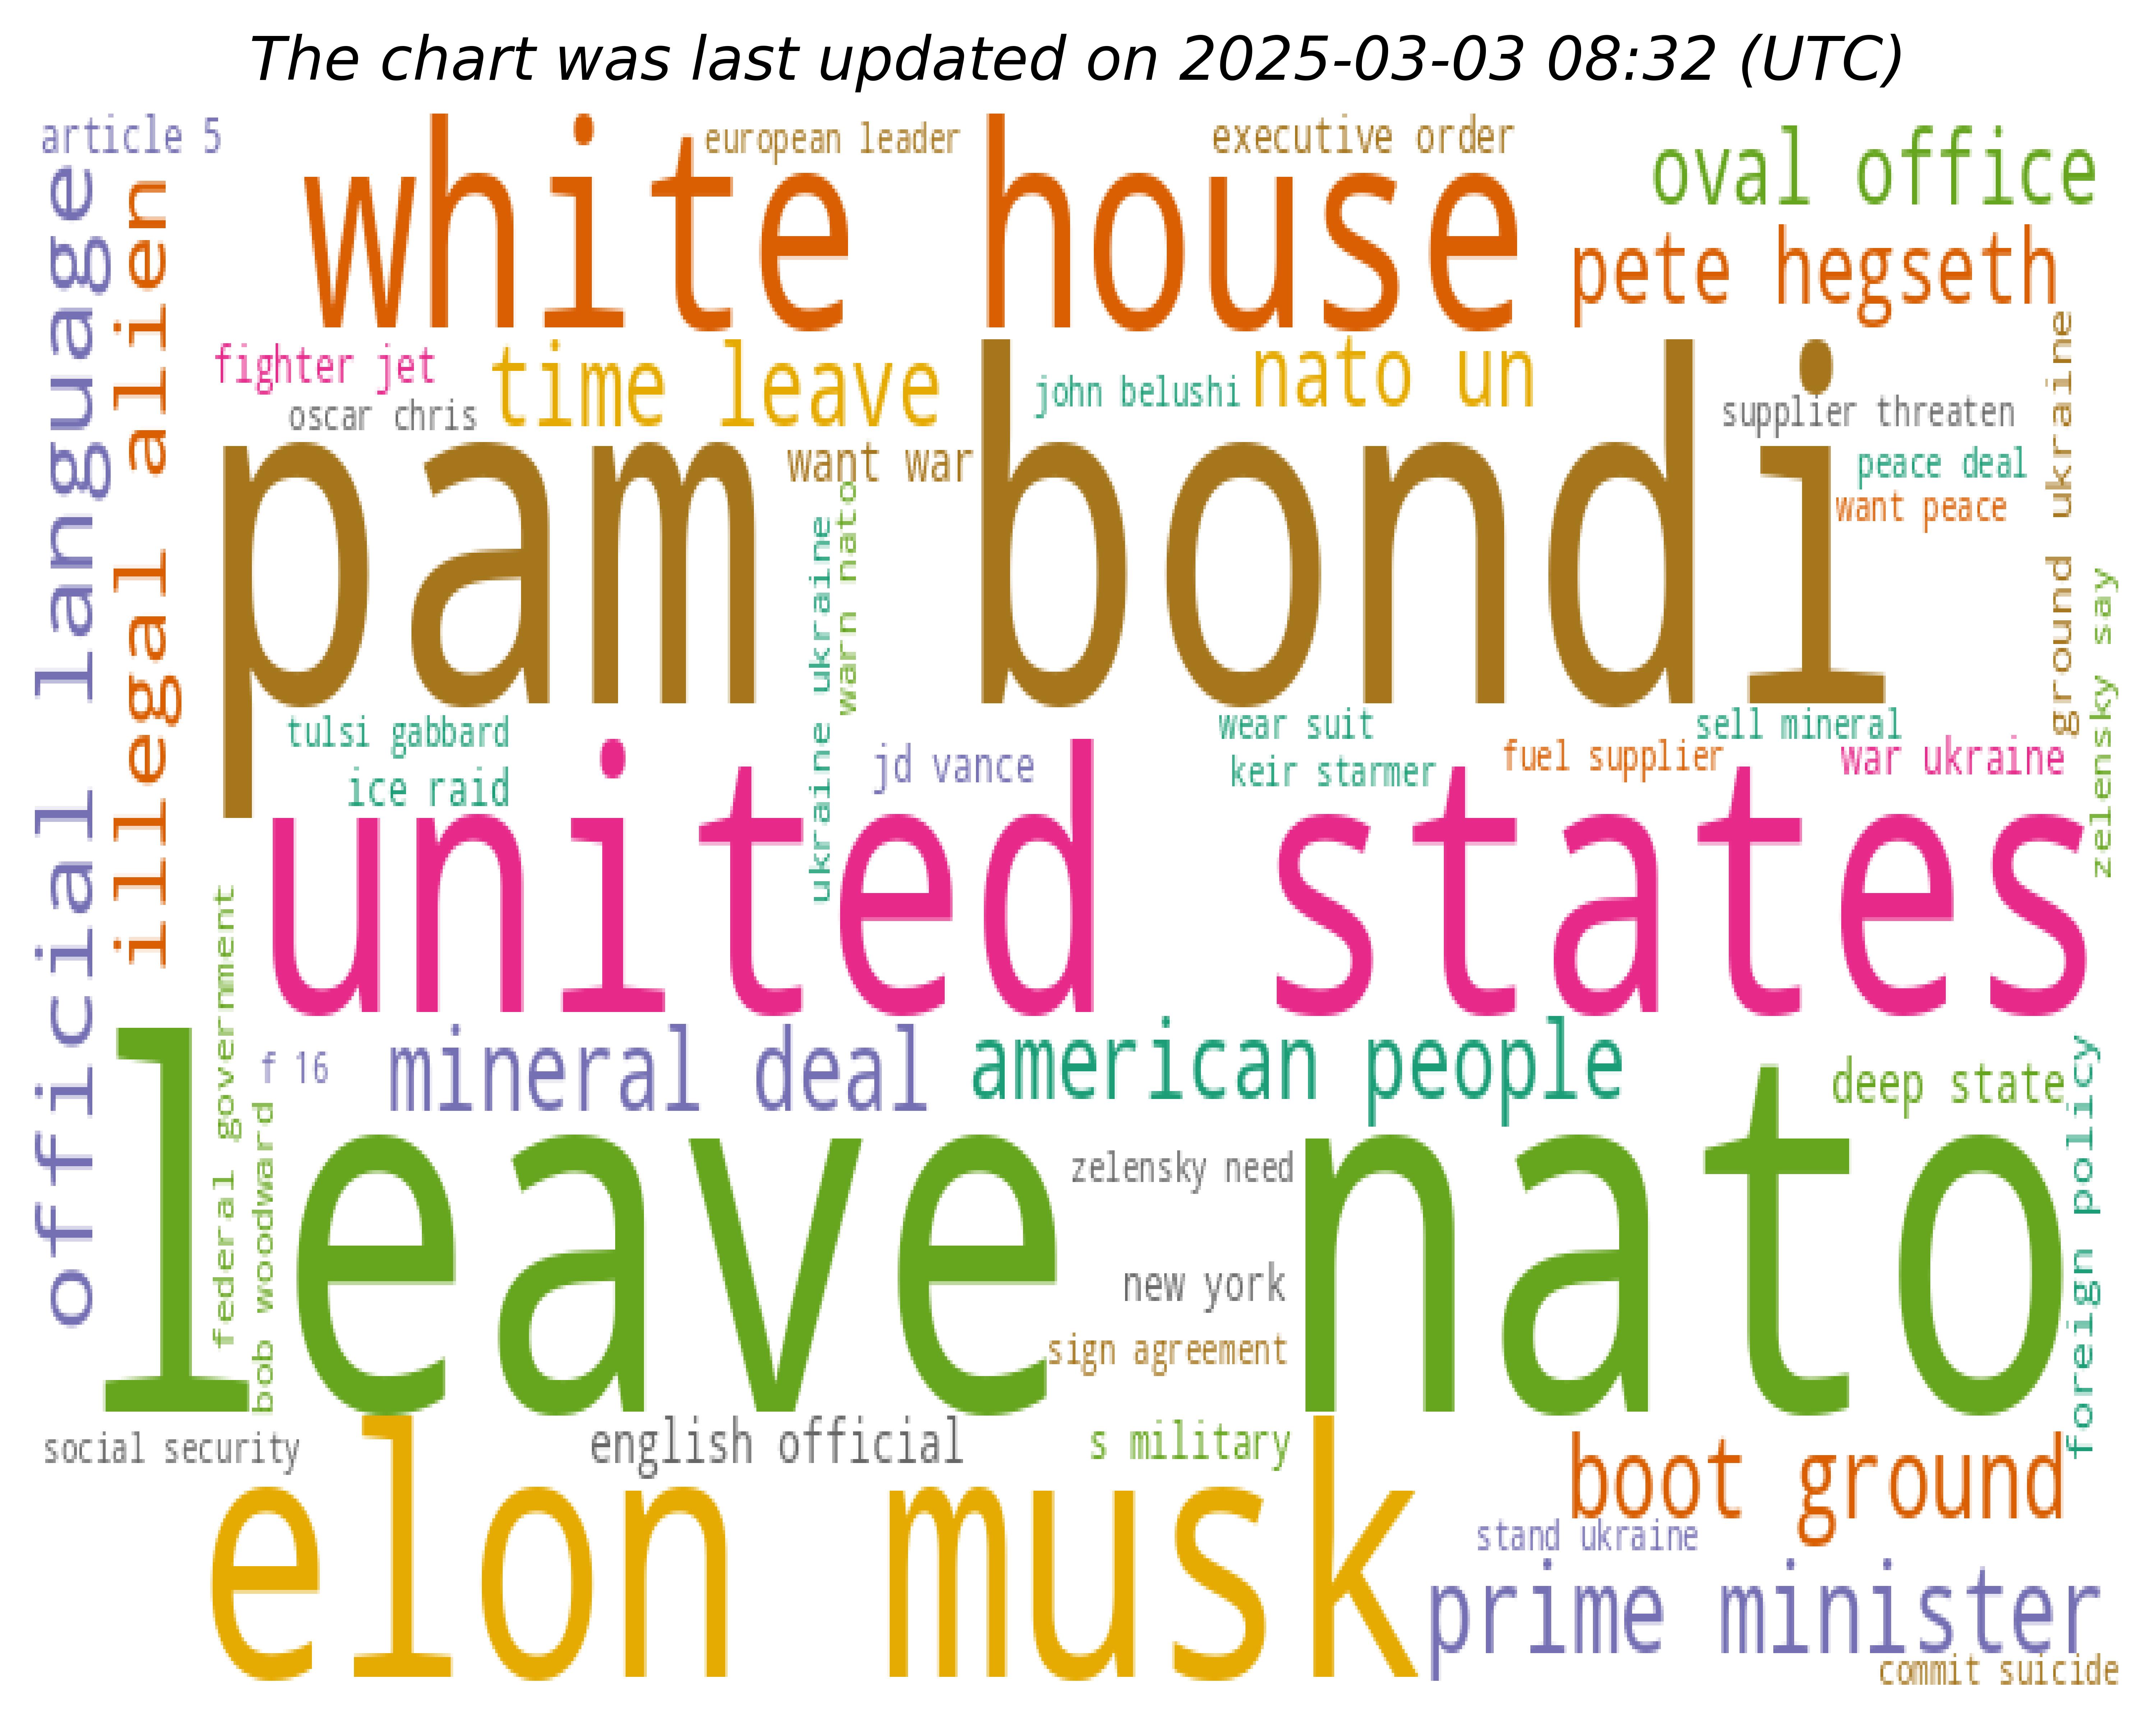 The chart was last updated on 2025-03-03 08:32 (UTC)
article 5
european leader
executive order
white house
oval office
pete hegseth
official language
illegal alien
fighter jet
time leave
nato un
john belushi
oscar chris
supplier threaten
want war
peace deal
want peace
ground ukraine
pam bondi
warn nato
ukraine ukraine
zelensky say
tulsi gabbard
wear suit
sell mineral
jd vance
keir starmer
fuel supplier
war ukraine
ice raid
united states
federal government
f 16
mineral deal
american people
deep state
bob woodward
foreign policy
zelensky need
leave nato
new york
sign agreement
social security
english official
s military
boot ground
elon musk
stand ukraine
prime minister
commit suicide